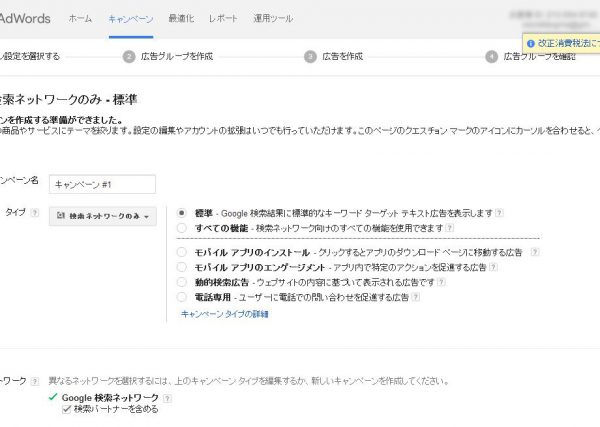 AdWords ホーム キャンペーン 最適化 レポート 運用ツール
改正消費税法につ
ン設定を選択する 2 広告グループを作成 3 広告を作成 4 広告グループを確認
検索ネットワークのみ - 標準
ンを作成する準備ができました。
の商品やサービスにテーマを絞ります。設定の編集やアカウントの拡張はいつでも行っていただけます。このページのクエスチョン マークのアイコンにカーソルを合わせると、ヘ
ンペーン名 キャンペーン #1
タイプ ? 検索ネットワークのみ
標準 - Google 検索結果に標準的なキーワード ターゲット テキスト広告を表示します ?
すべての機能 - 検索ネットワーク向けのすべての機能を使用できます ?
モバイル アプリのインストール - クリックするとアプリのダウンロード ページに移動する広告 ?
モバイル アプリのエンゲージメント - アプリ内で特定のアクションを促進する広告 ?
動的検索広告 - ウェブサイトの内容に基づいて表示される広告です ?
電話専用 - ユーザーに電話での問い合わせを促進する広告 ?
キャンペーン タイプの詳細
トワーク ? 異なるネットワークを選択するには、上のキャンペーン タイプを編集するか、新しいキャンペーンを作成してください。
Google 検索ネットワーク ?
検索パートナーを含める